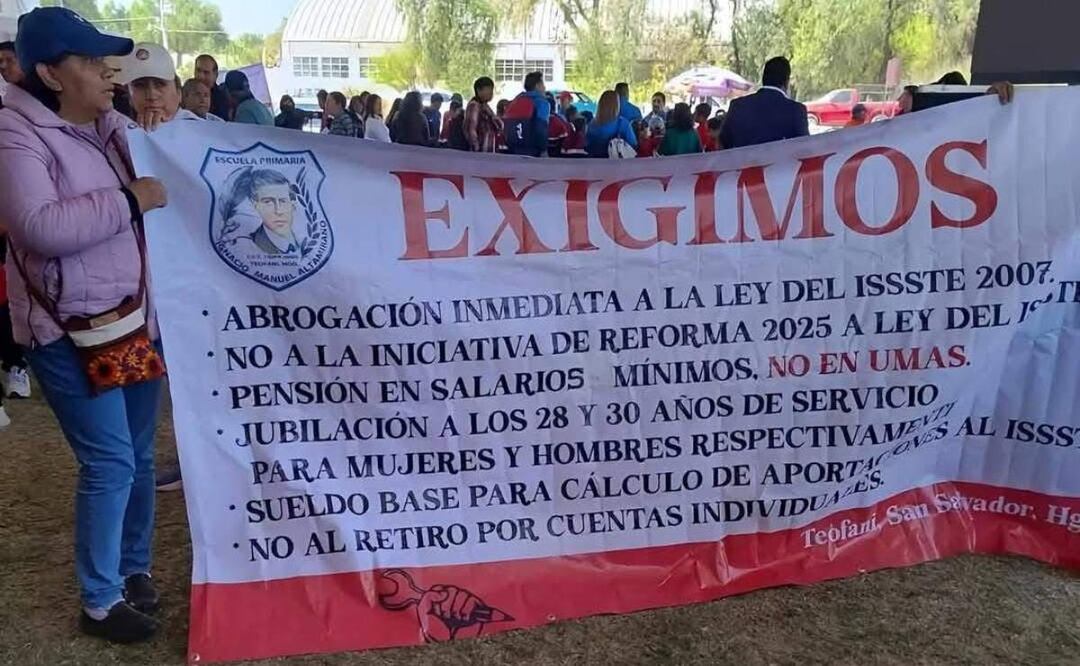 ESCUELA PRIMARIA
IGNACIO MANUEL ALTAMIRANO
EXIGIMOS
· ABROGACIÓN INMEDIATA A LA LEY DEL ISSSTE 2007.
· NO A LA INICIATIVA DE REFORMA 2025 A LEY DEL
· PENSIÓN EN SALARIOS MÍNIMOS, NO EN UMAS.
· JUBILACIÓN A LOS 28 Y 30 AÑOS DE SERVICIO
PARA MUJERES Y HOMBRES RESPECTIVAMENTE
· SUELDO BASE PARA CÁLCULO DE APORTACIONES AL ISSST
· NO AL RETIRO POR CUENTAS INDIVIDUALES.
Teofani, San Salvador, Hg